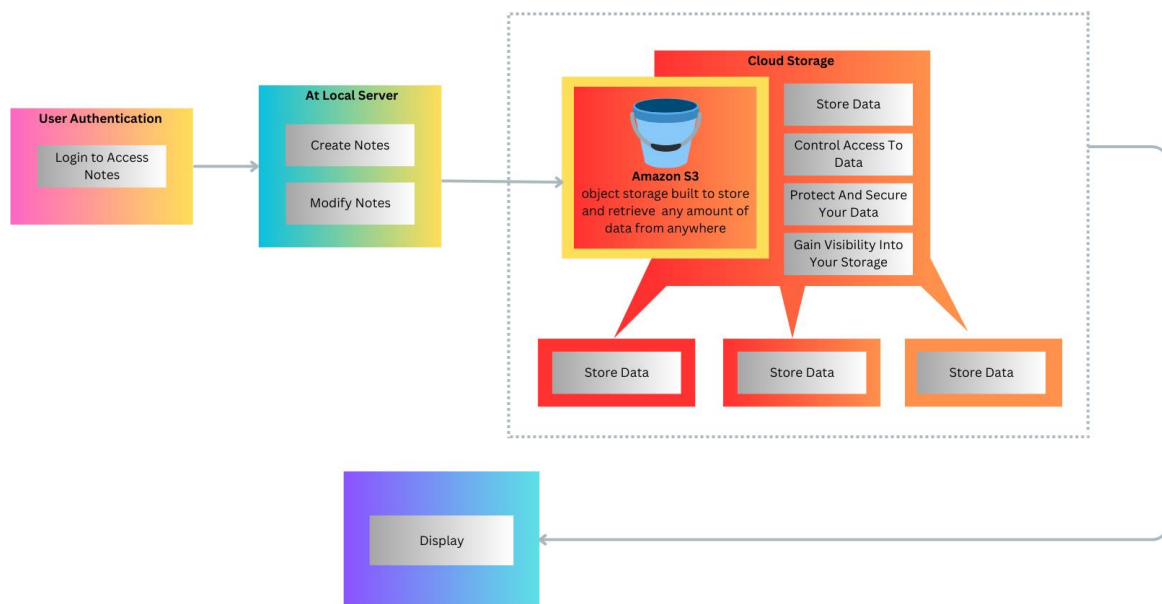 User Authentication
Login to Access
Notes
At Local Server
Create Notes
Modify Notes
Cloud Storage
Amazon S3
object storage built to store
and retrieve any amount of
data from anywhere
Store Data
Control Access To
Data
Protect And Secure
Your Data
Gain Visibility Into
Your Storage
Store Data
Store Data
Store Data
Display